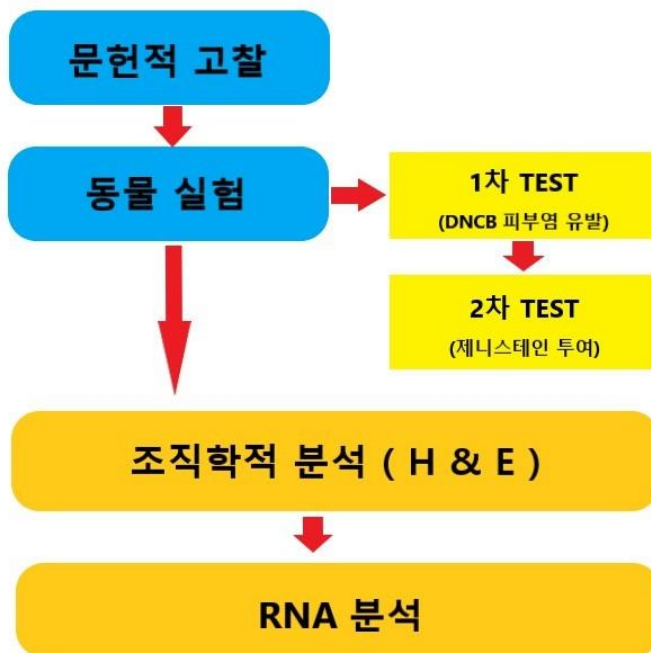 문헌적 고찰
동물 실험
1차 TEST
(DNCB 피부염 유발)
2차 TEST
(제니스테인 투여)
조직학적 분석 ( H & E )
RNA 분석